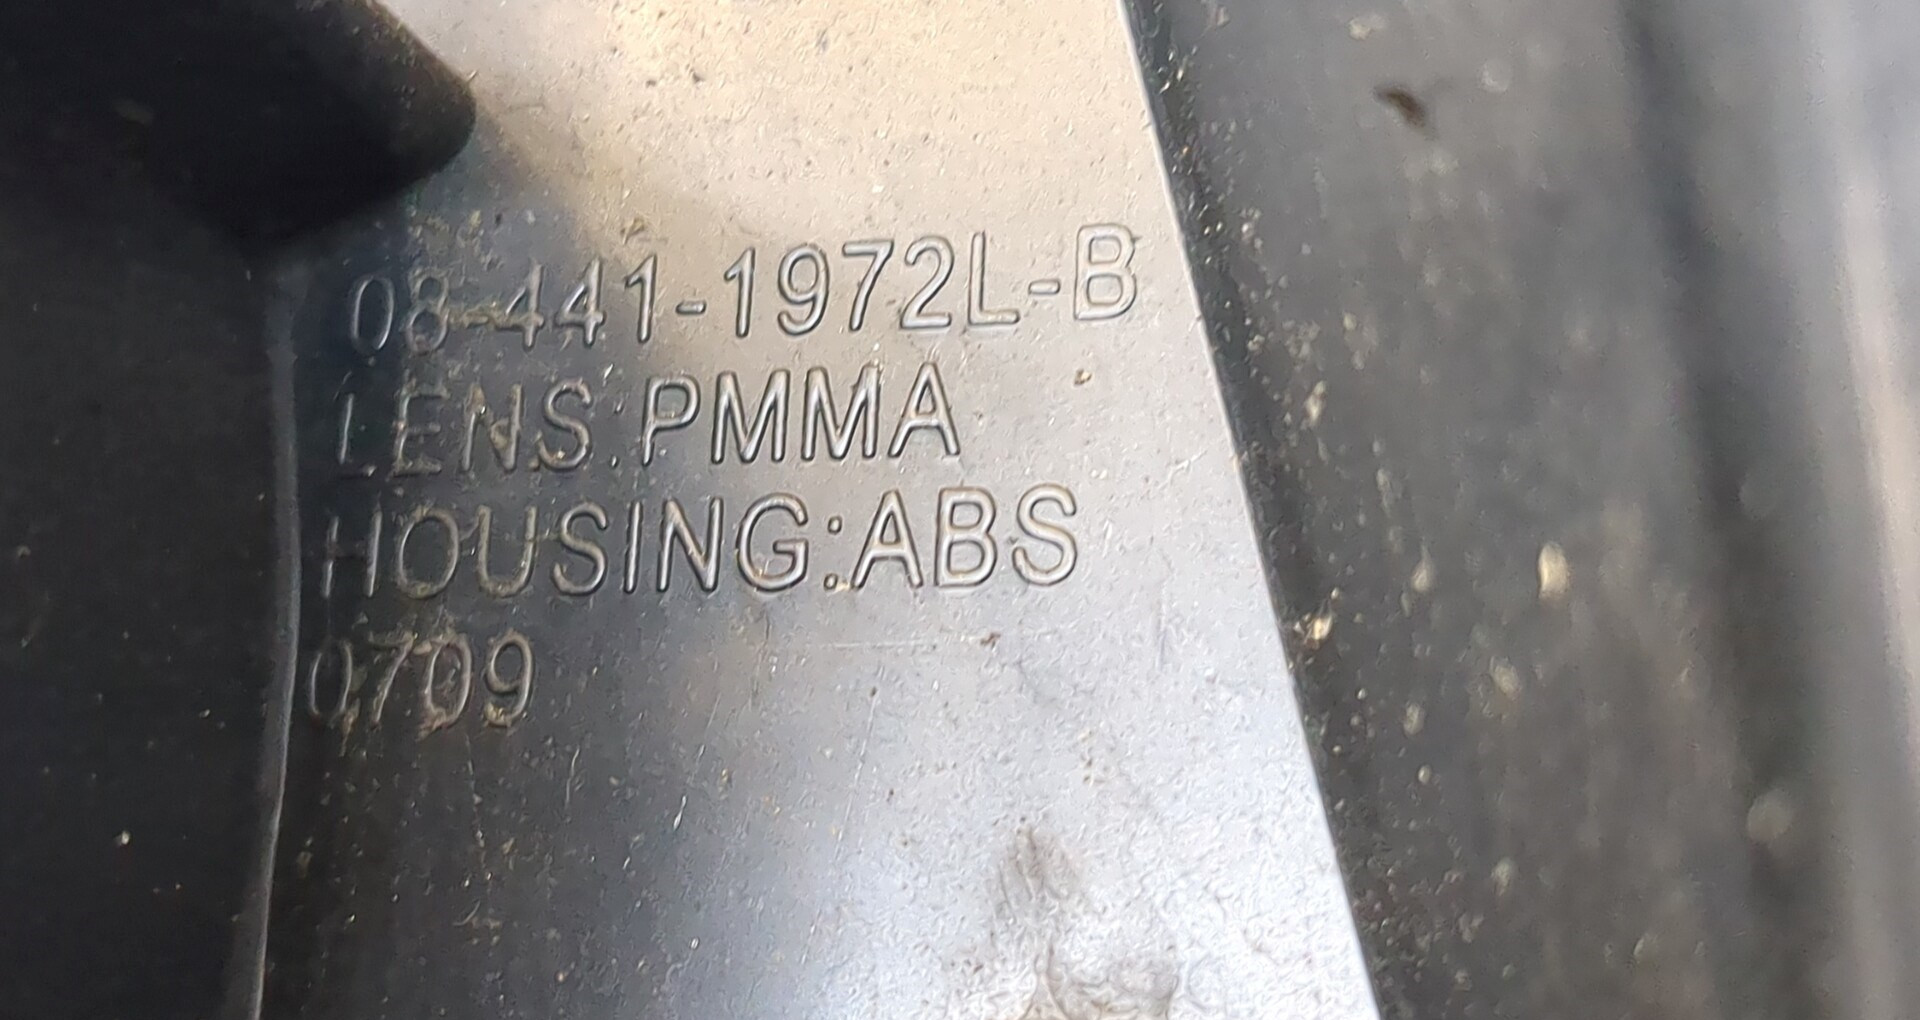 08-441-1972L-B
LENS:PMMA
HOUSING:ABS
0709